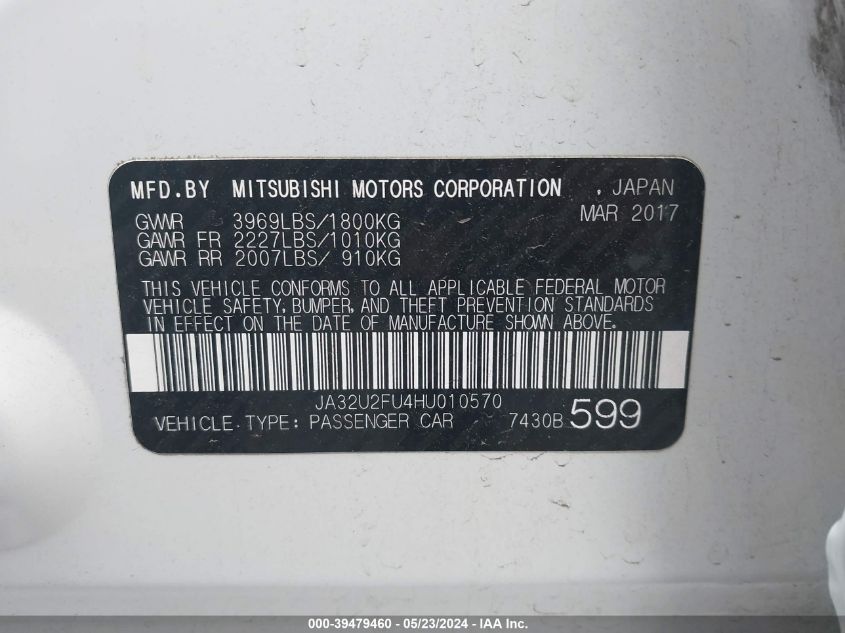 MFD.BY MITSUBISHI MOTORS CORPORATION , JAPAN
MAR 2017
GVWR 3969LBS/1800KG
GAWR FR 2227LBS/1010KG
GAWR RR 2007LBS/ 910KG
THIS VEHICLE CONFORMS TO ALL APPLICABLE FEDERAL MOTOR
VEHICLE SAFETY, BUMPER, AND THEFT PREVENTION STANDARDS
IN EFFECT ON THE DATE OF MANUFACTURE SHOWN ABOVE.
JA32U2FU4HU010570
VEHICLE TYPE: PASSENGER CAR 7430B 599
000-39479460 - 05/23/2024 - IAA Inc.